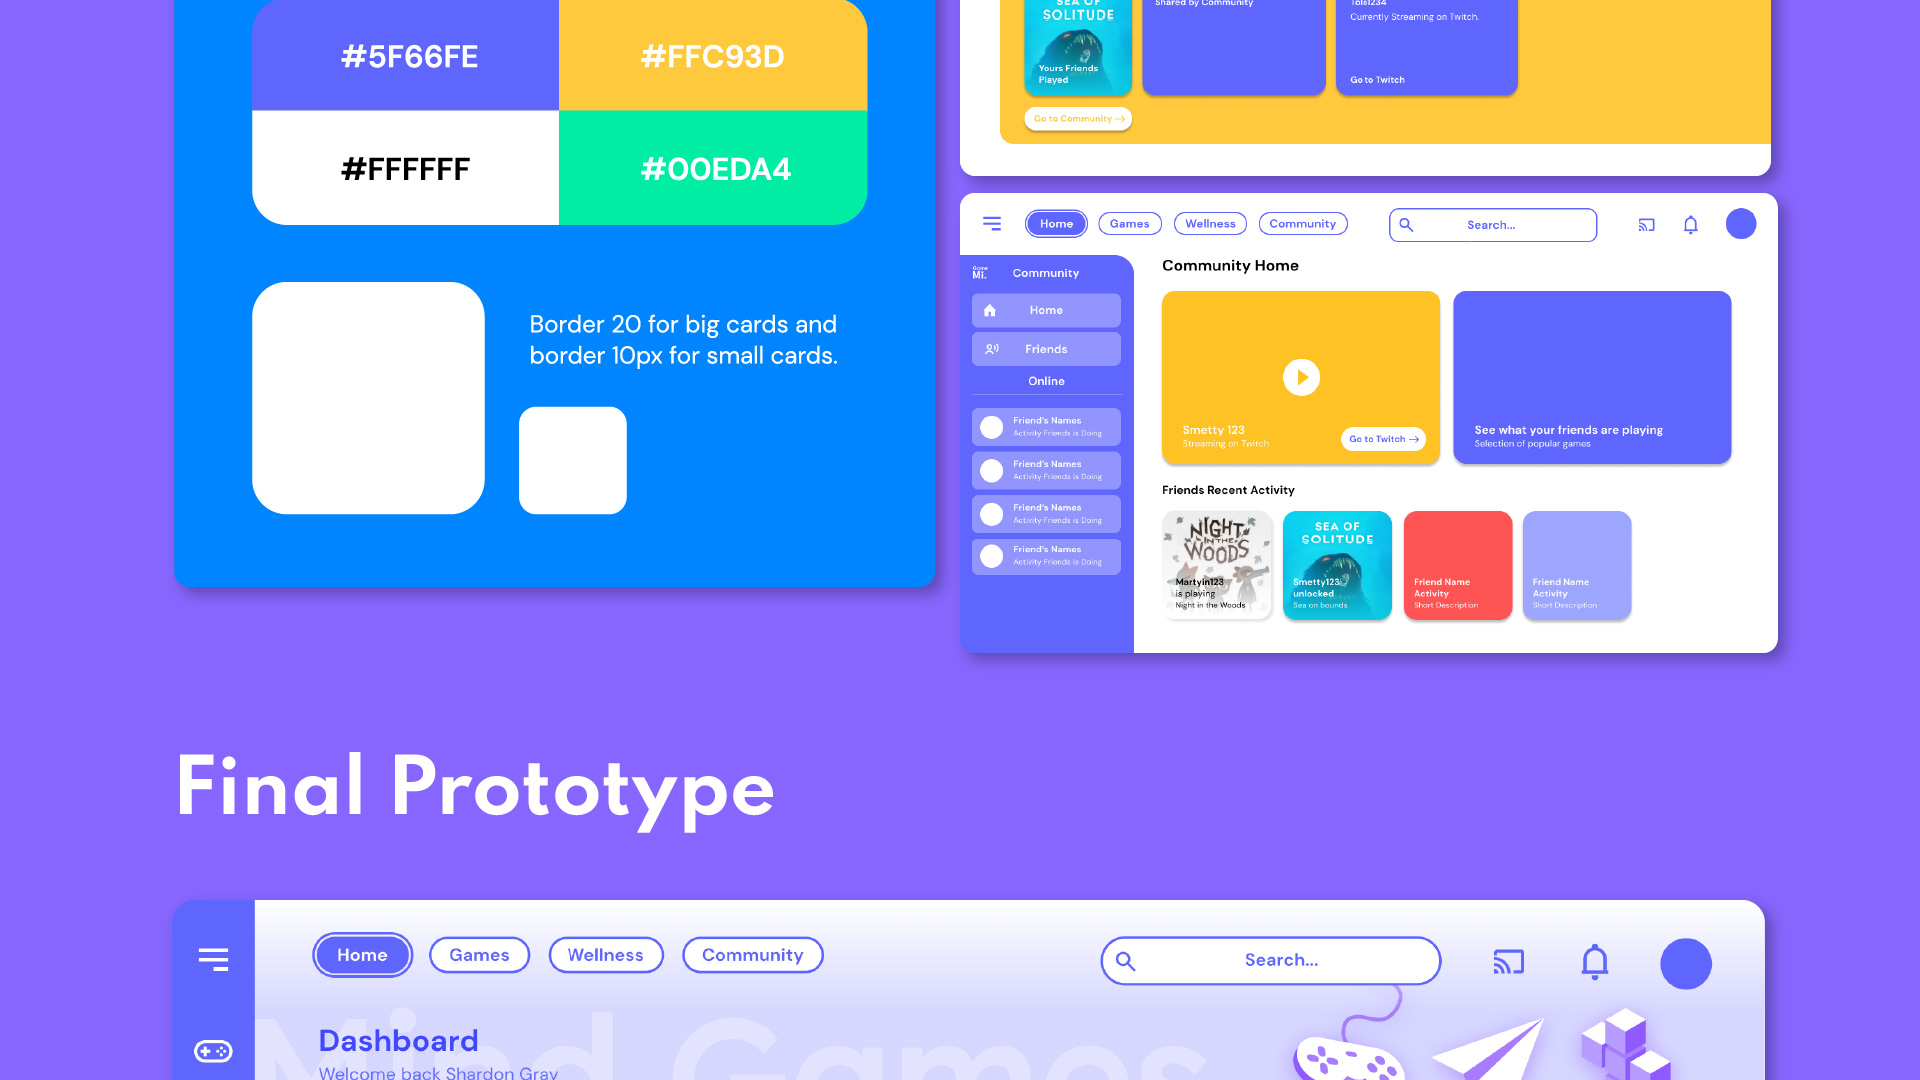 #5F66FE
#FFC93D
#FFFFFF
#00EDA4
Border 20 for big cards and
border 10px for small cards.
SEA OF
SOLITUDE
Yours Friends
Played
Shared by Community
Tolo1234
Currently Streaming on Twitch.
Go to Twitch
Go to Community
Home
Games
Wellness
Community
Search...
Game
Mi.
Community
Home
Friends
Online
Friend's Names
Activity Friends is Doing
Friend's Names
Activity Friends is Doing
Friend's Names
Activity Friends is Doing
Friend's Names
Activity Friends is Doing
Community Home
Smetty 123
Streaming on Twitch
Go to Twitch
See what your friends are playing
Selection of popular games
Friends Recent Activity
NIGHT
IN THE
WOODS
Martyin123
is playing
Night in the Woods
SEA OF
SOLITUDE
Smetty123
unlocked
Sea on bounds
Friend Name
Activity
Short Description
Friend Name
Activity
Short Description
Final Prototype
Home
Games
Wellness
Community
Search...
Mind Games
Dashboard
Welcome back Shardon Gray